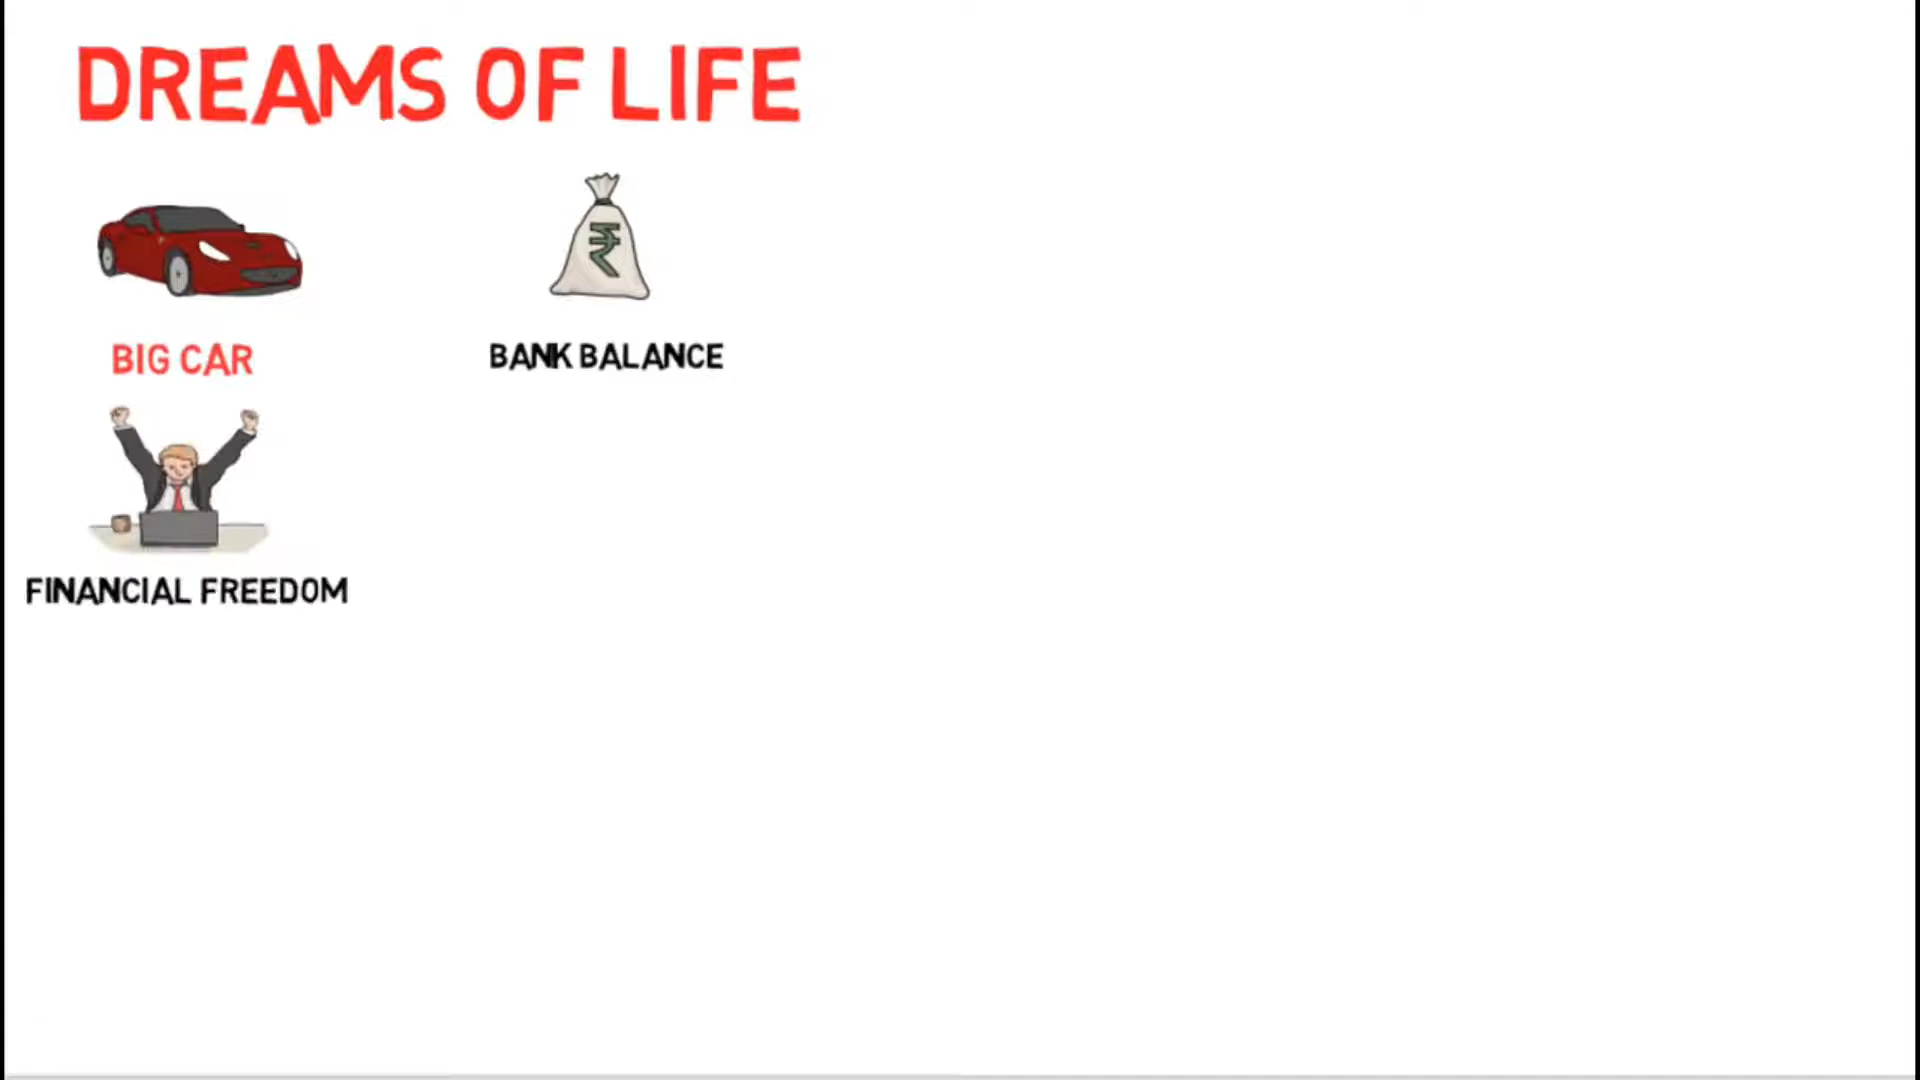 DREAMS OF LIFE
₹
BIG CAR
BANK BALANCE
FINANCIAL FREEDOM